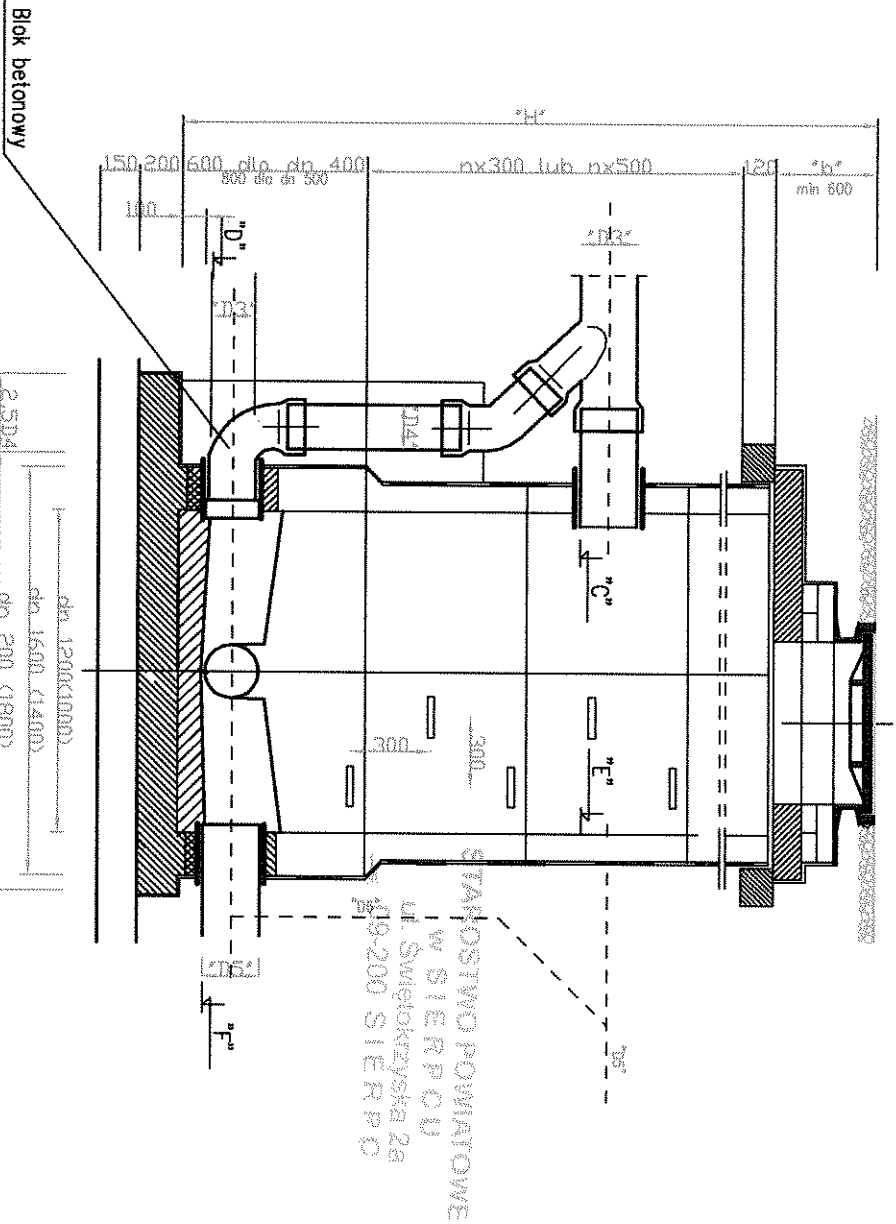 Blok betonowy
"H"
150
200
600 dla dn 400
800 dla dn 500
nx300 lub nx500
120
"b"
min 600
100
"D"
"D3"
"D3"
"D4"
"C"
"E"
300
300
"F"
"D5"
"D5"
dn 1200(1000)
dn 1600 (1400)
STAROSTWO POWIATOWE
W SIERPCU
ul. Świętokrzyska 2a
09-200 SIERPC